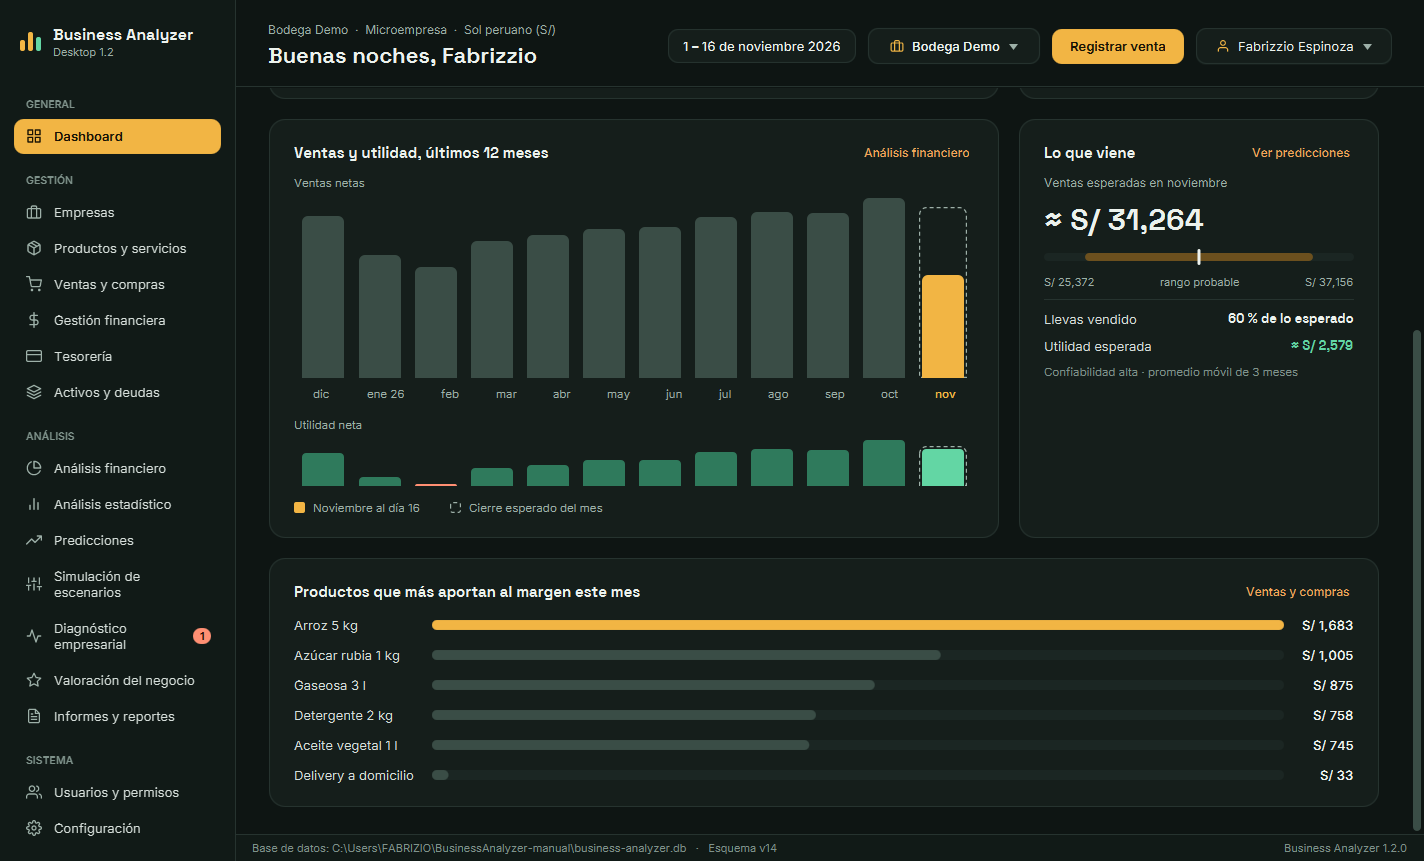 Business Analyzer
Desktop 1.2
GENERAL
Dashboard
GESTIÓN
Empresas
Productos y servicios
Ventas y compras
Gestión financiera
Tesorería
Activos y deudas
ANÁLISIS
Análisis financiero
Análisis estadístico
Predicciones
Simulación de
escenarios
Diagnóstico
empresarial
1
Valoración del negocio
Informes y reportes
SISTEMA
Usuarios y permisos
Configuración
Bodega Demo · Microempresa · Sol peruano (S/)
Buenas noches, Fabrizzio
1 – 16 de noviembre 2026
Bodega Demo
Registrar venta
Fabrizzio Espinoza
Ventas y utilidad, últimos 12 meses
Análisis financiero
Ventas netas
dic ene 26 feb mar abr may jun jul ago sep oct nov
Utilidad neta
Noviembre al día 16
Cierre esperado del mes
Lo que viene
Ver predicciones
Ventas esperadas en noviembre
≈ S/ 31,264
S/ 25,372 rango probable S/ 37,156
Llevas vendido 60 % de lo esperado
Utilidad esperada ≈ S/ 2,579
Confiabilidad alta · promedio móvil de 3 meses
Productos que más aportan al margen este mes
Ventas y compras
Arroz 5 kg S/ 1,683
Azúcar rubia 1 kg S/ 1,005
Gaseosa 3 l S/ 875
Detergente 2 kg S/ 758
Aceite vegetal 1 l S/ 745
Delivery a domicilio S/ 33
Base de datos: C:\Users\FABRIZIO\BusinessAnalyzer-manual\business-analyzer.db · Esquema v14
Business Analyzer 1.2.0